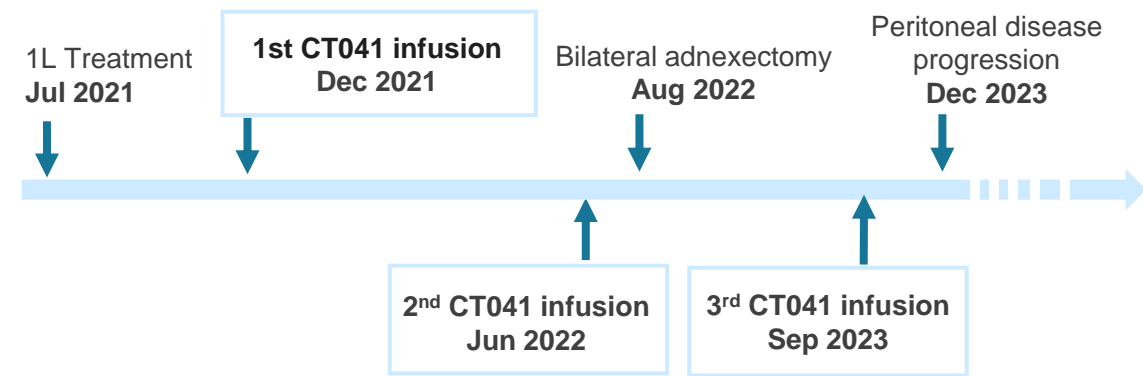 1L Treatment
Jul 2021
1st CT041 infusion
Dec 2021
Bilateral adnexectomy
Aug 2022
Peritoneal disease
progression
Dec 2023
2nd CT041 infusion
Jun 2022
3rd CT041 infusion
Sep 2023